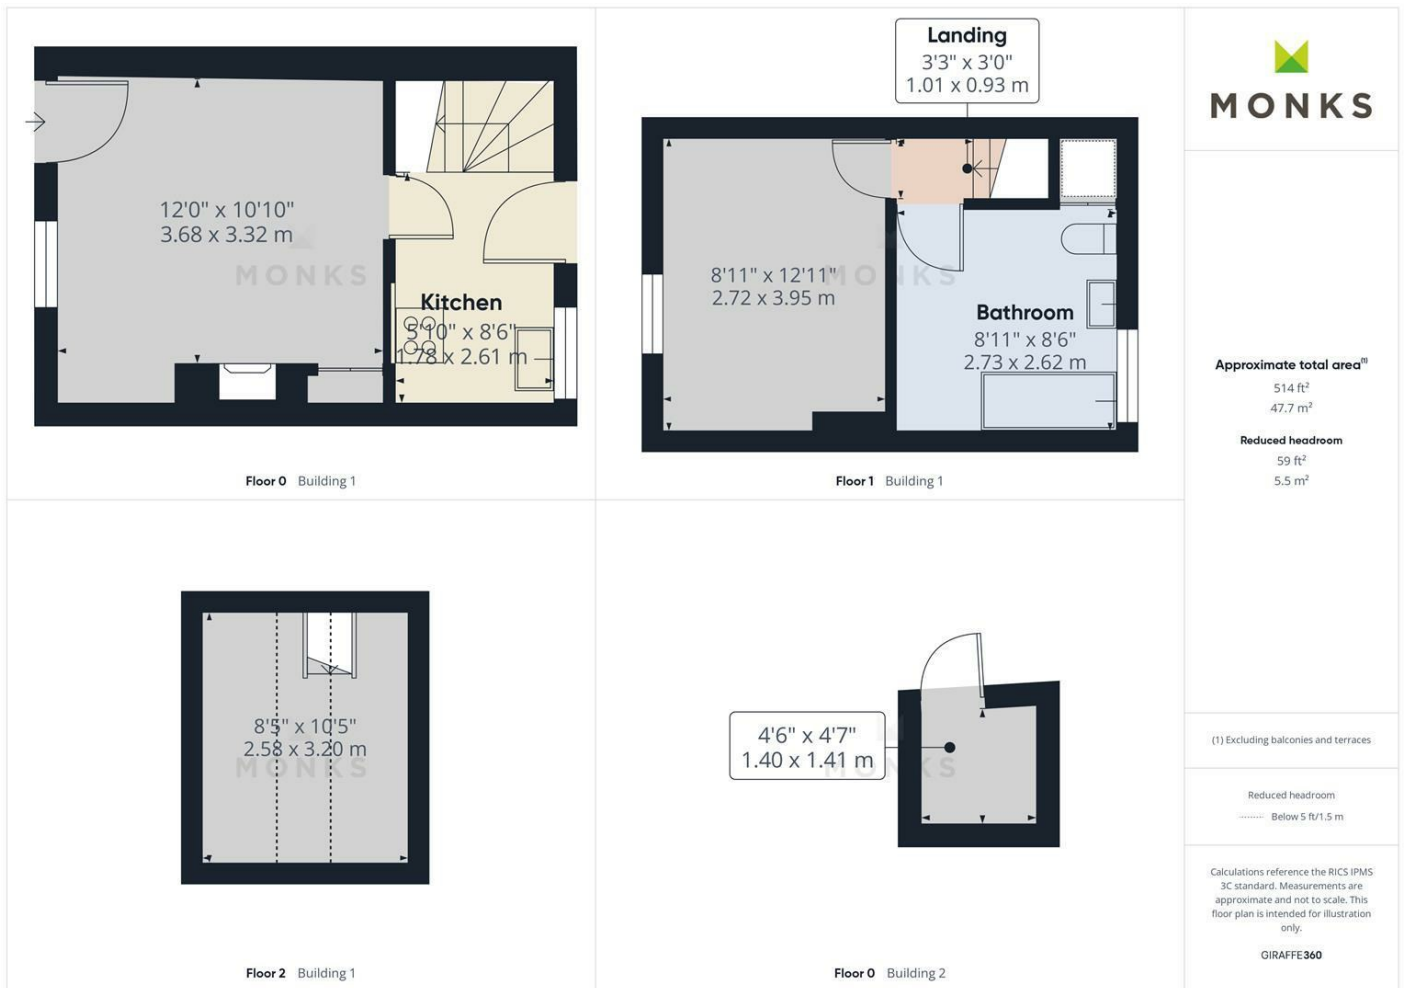 12'0" x 10'10"
3.68 x 3.32 m
MONKS
Kitchen
5'10" x 8'6"
1.78 x 2.61 m
Floor 0 Building 1
Landing
3'3" x 3'0"
1.01 x 0.93 m
8'11" x 12'11"
2.72 x 3.95 m
MONKS
Bathroom
8'11" x 8'6"
2.73 x 2.62 m
Floor 1 Building 1
8'5" x 10'5"
2.58 x 3.20 m
MONKS
Floor 2 Building 1
4'6" x 4'7"
1.40 x 1.41 m
MONKS
Floor 0 Building 2
MONKS
Approximate total area(1)
514 ft²
47.7 m²
Reduced headroom
59 ft²
5.5 m²
(1) Excluding balconies and terraces
Reduced headroom
Below 5 ft/1.5 m
Calculations reference the RICS IPMS
3C standard. Measurements are
approximate and not to scale. This
floor plan is intended for illustration
only.
GIRAFFE360